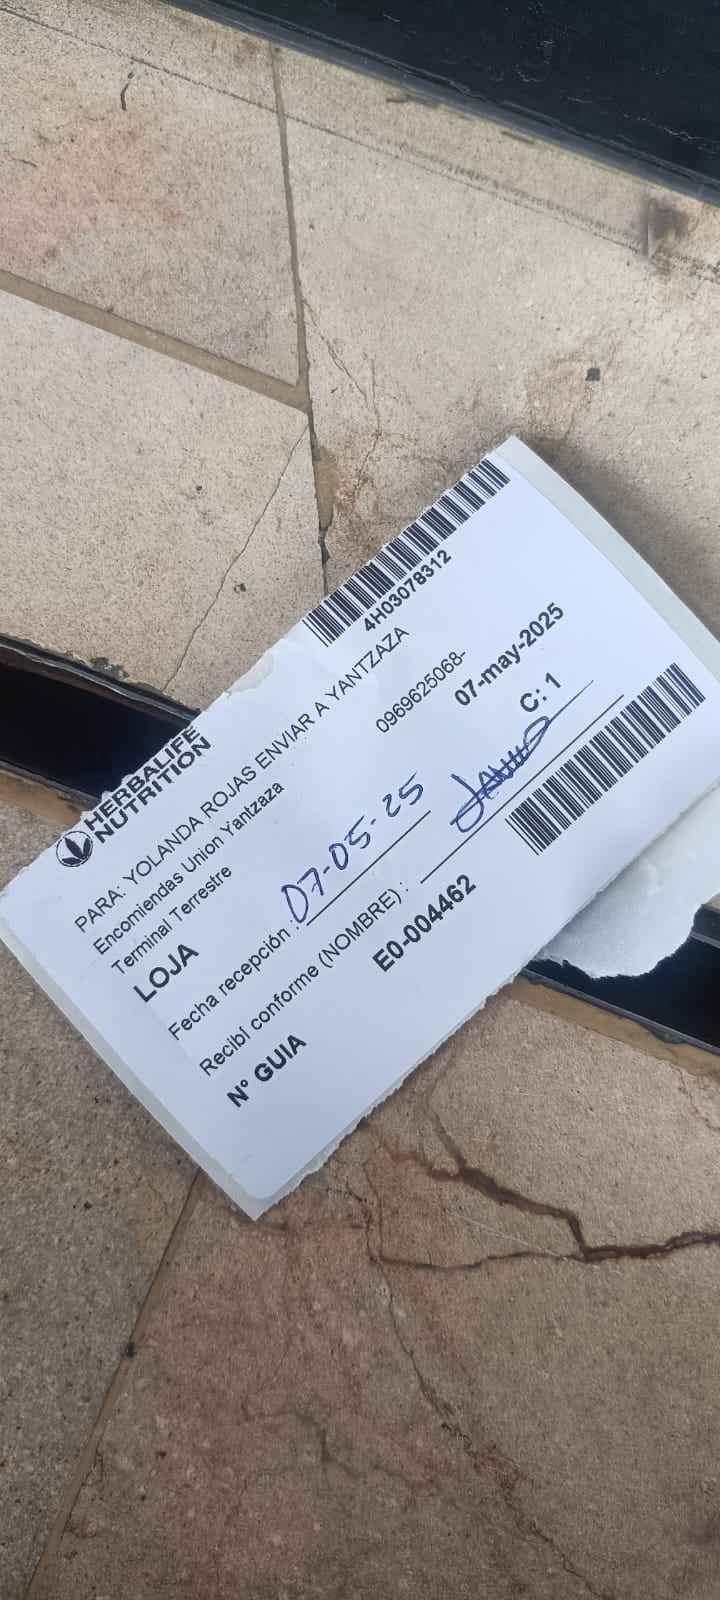 HERBALIFE
NUTRITION
4H03078312
PARA: YOLANDA ROJAS ENVIAR A YANTZAZA
Encomiendas Union Yantzaza
0969625068-
Terminal Terrestre
LOJA
07-may-2025
Fecha recepción : 07-05-25
C: 1
Recibí conforme (NOMBRE) :
N° GUIA
E0-004462